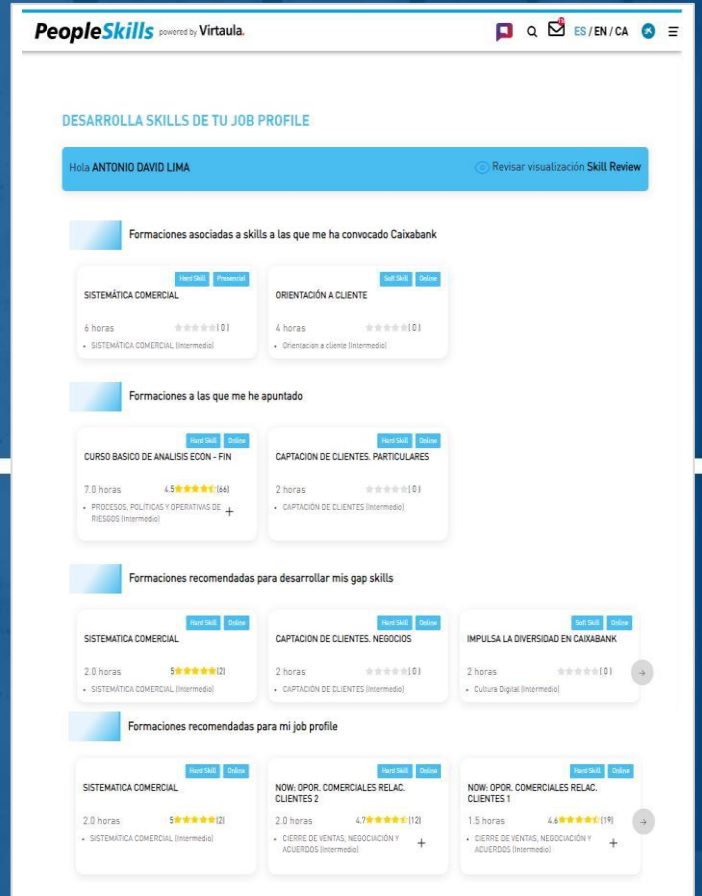 PeopleSkills powered by Virtaula.
ES / EN / CA
DESARROLLA SKILLS DE TU JOB PROFILE
Hola ANTONIO DAVID LIMA
Revisar visualización Skill Review
Formaciones asociadas a skills a las que me ha convocado Caixabank
Hard Skill Presencial
SISTEMÁTICA COMERCIAL
6 horas (0)
• SISTEMÁTICA COMERCIAL (Intermedio)
Soft Skill Online
ORIENTACIÓN A CLIENTE
4 horas (0)
• Orientacion a cliente (Intermedio)
Formaciones a las que me he apuntado
Hard Skill Online
CURSO BASICO DE ANALISIS ECON - FIN
7.0 horas 4.5 (66)
• PROCESOS, POLÍTICAS Y OPERATIVAS DE
RIESGOS (Intermedio) +
Hard Skill Online
CAPTACION DE CLIENTES. PARTICULARES
2 horas (0)
• CAPTACIÓN DE CLIENTES (Intermedio)
Formaciones recomendadas para desarrollar mis gap skills
Hard Skill Online
SISTEMATICA COMERCIAL
2.0 horas 5 (2)
• SISTEMÁTICA COMERCIAL (Intermedio)
Hard Skill Online
CAPTACION DE CLIENTES. NEGOCIOS
2 horas (0)
• CAPTACIÓN DE CLIENTES (Intermedio)
Soft Skill Online
IMPULSA LA DIVERSIDAD EN CAIXABANK
2 horas (0)
• Cultura Digital (Intermedio)
Formaciones recomendadas para mi job profile
Hard Skill Online
SISTEMATICA COMERCIAL
2.0 horas 5 (2)
• SISTEMÁTICA COMERCIAL (Intermedio)
Hard Skill Online
NOW: OPOR. COMERCIALES RELAC.
CLIENTES 2
2.0 horas 4.7 (12)
• CIERRE DE VENTAS, NEGOCIACIÓN Y
ACUERDOS (Intermedio) +
Hard Skill Online
NOW: OPOR. COMERCIALES RELAC.
CLIENTES 1
1.5 horas 4.6 (19)
• CIERRE DE VENTAS, NEGOCIACIÓN Y
ACUERDOS (Intermedio) +